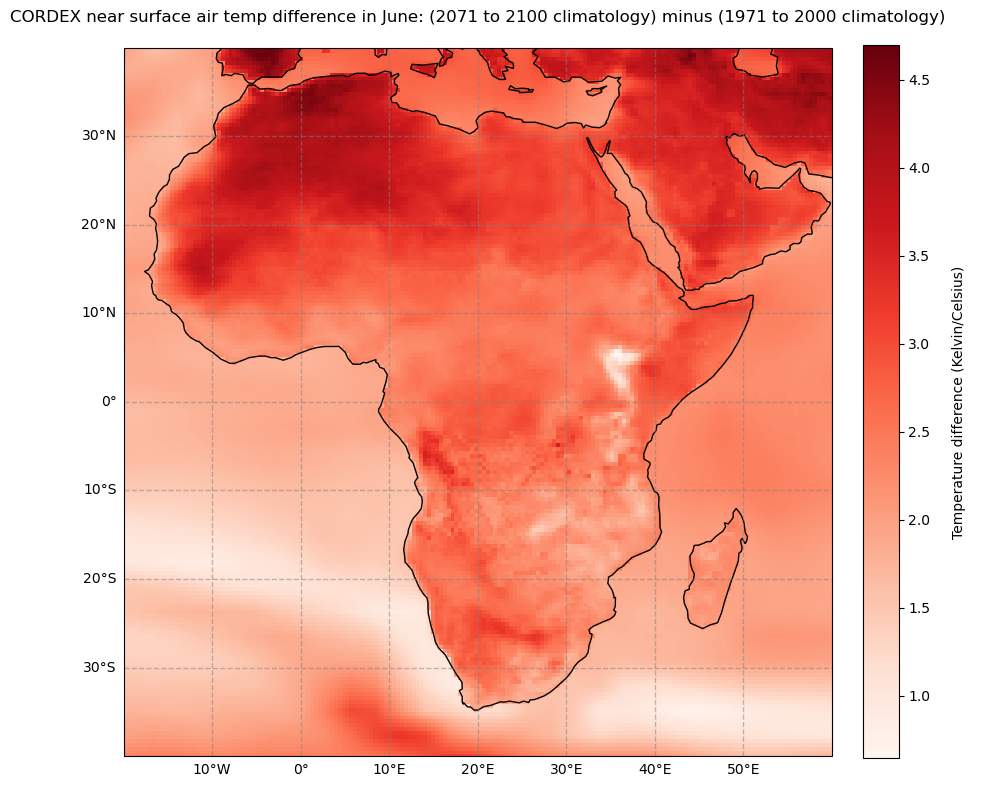 CORDEX near surface air temp difference in June: (2071 to 2100 climatology) minus (1971 to 2000 climatology)
30°N
20°N
10°N
0°
10°S
20°S
30°S
10°W
0°
10°E
20°E
30°E
40°E
50°E
4.5
4.0
3.5
3.0
2.5
2.0
1.5
1.0
Temperature difference (Kelvin/Celsius)